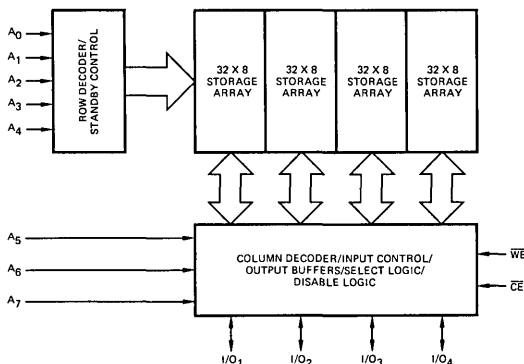 A0
A1
A2
A3
A4
ROW DECODER/
STANDBY CONTROL
32 X 8
STORAGE
ARRAY
32 X 8
STORAGE
ARRAY
32 X 8
STORAGE
ARRAY
32 X 8
STORAGE
ARRAY
A5
A6
A7
COLUMN DECODER/INPUT CONTROL/
OUTPUT BUFFERS/SELECT LOGIC/
DISABLE LOGIC
WE
CE
I/O1
I/O2
I/O3
I/O4